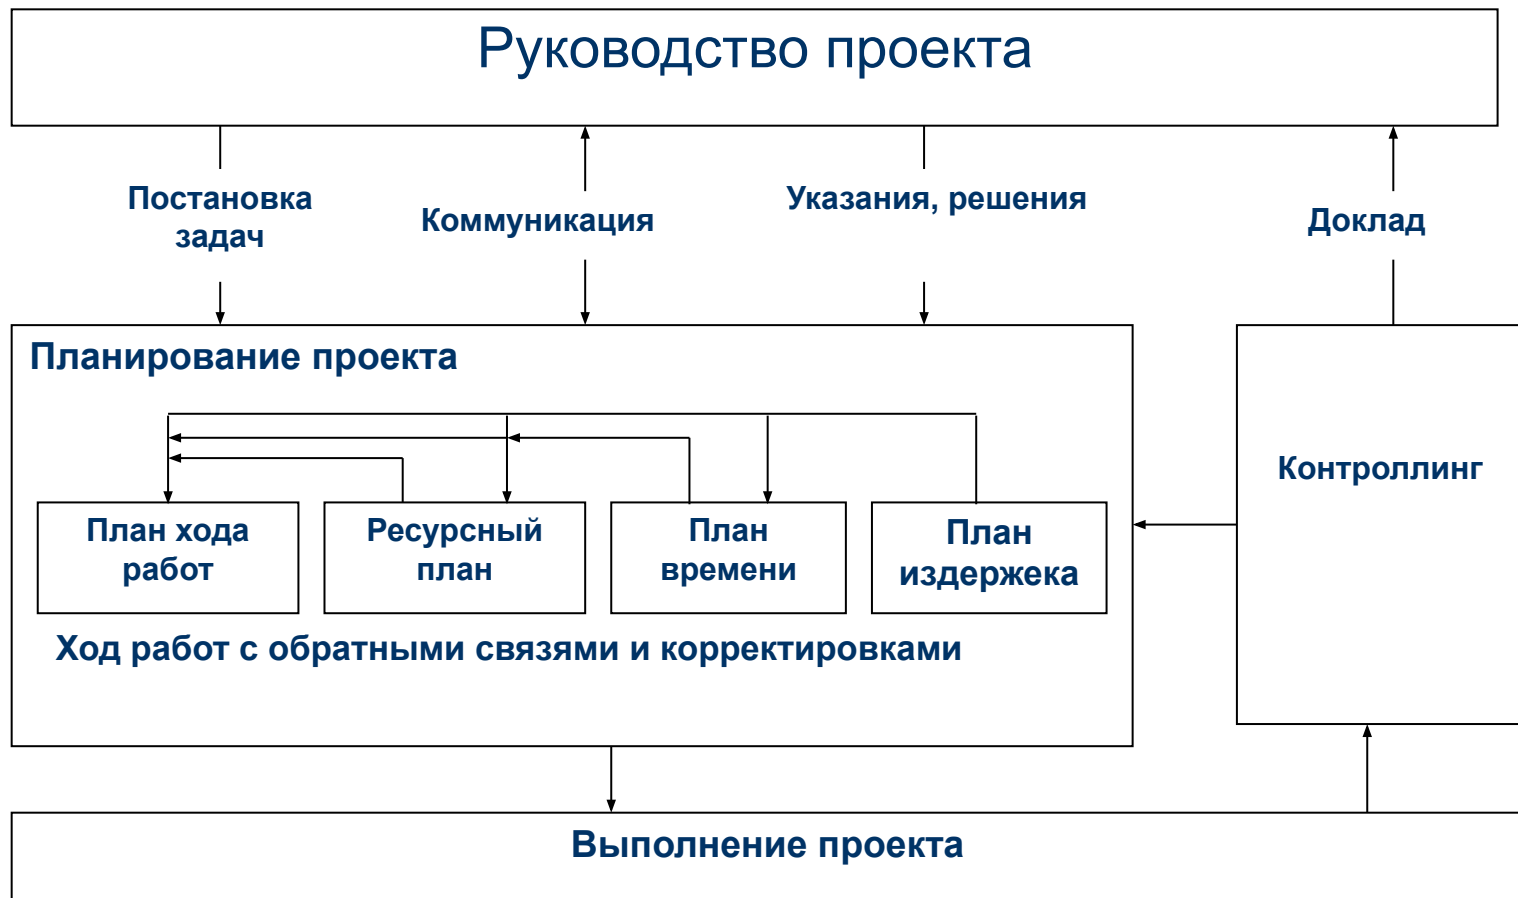 Руководство проекта
Постановка
задач
Коммуникация
Указания, решения
Доклад
Планирование проекта
Контроллинг
План хода
работ
Ресурсный
план
План
времени
План
издержека
Ход работ с обратными связями и корректировками
Выполнение проекта